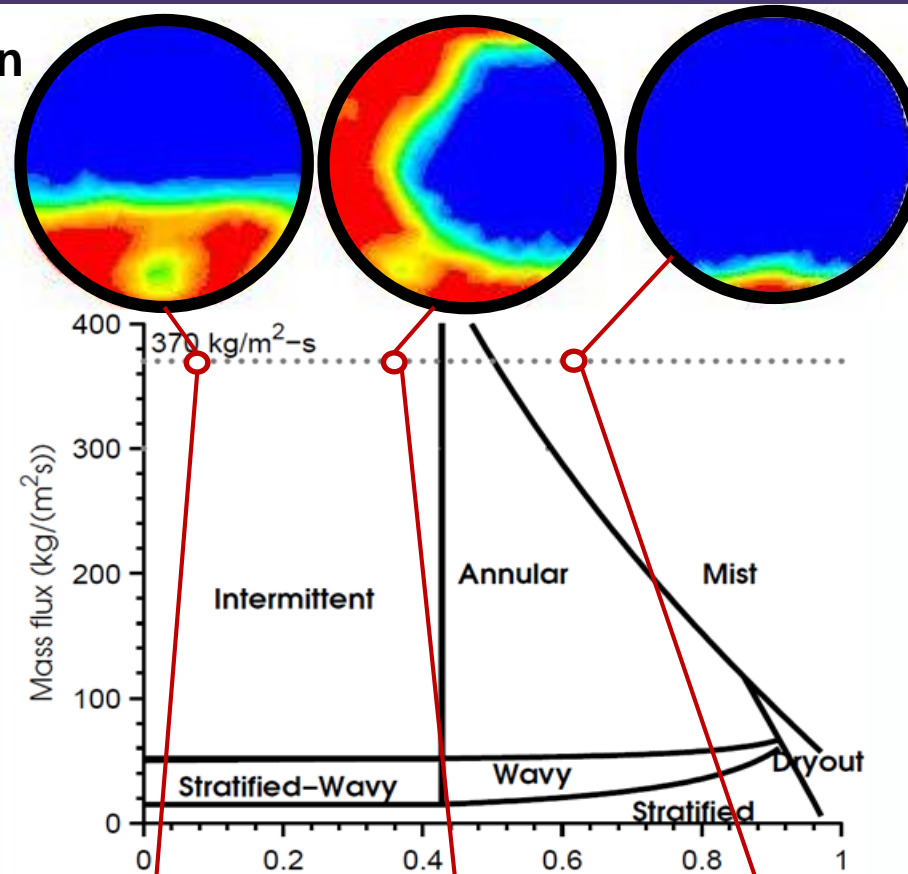 n
400
370 kg/m²−s
300
200
100
0
Mass flux (kg/(m²s))
Intermittent
Annular
Mist
Stratified−Wavy
Wavy
Dryout
Stratified
0 0.2 0.4 0.6 0.8 1